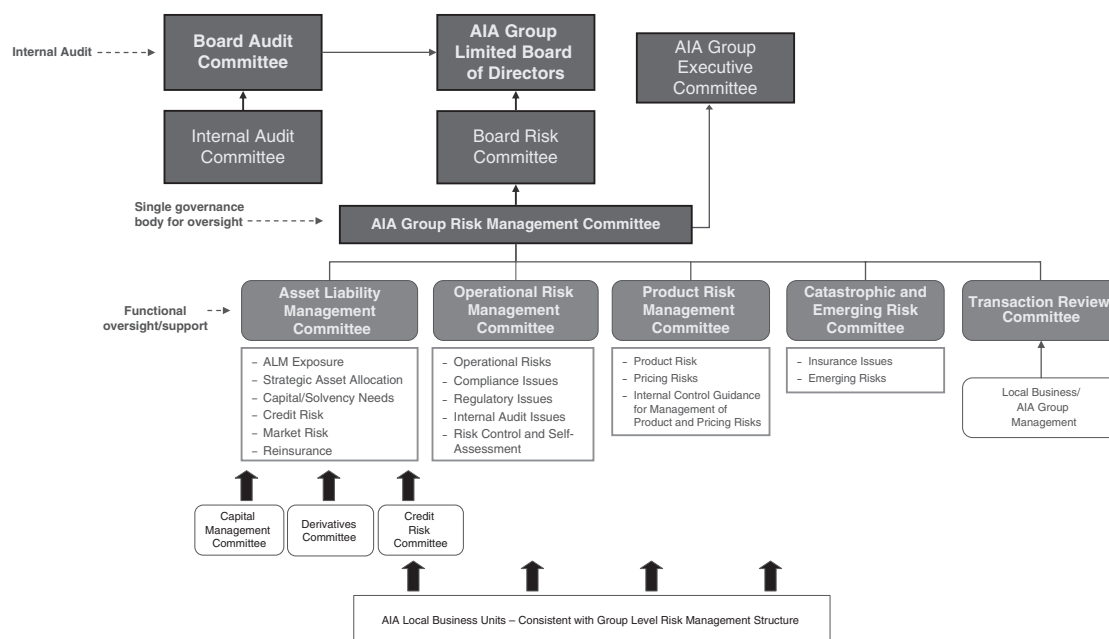 Internal Audit
Board Audit
Committee
AIA Group
Limited Board
of Directors
AIA Group
Executive
Committee
Internal Audit
Committee
Board Risk
Committee
Single governance
body for oversight
AIA Group Risk Management Committee
Functional
oversight/support
Asset Liability
Management
Committee
Operational Risk
Management
Committee
Product Risk
Management
Committee
Catastrophic and
Emerging Risk
Committee
Transaction Review
Committee
– ALM Exposure
– Strategic Asset Allocation
– Capital/Solvency Needs
– Credit Risk
– Market Risk
– Reinsurance
– Operational Risks
– Compliance Issues
– Regulatory Issues
– Internal Audit Issues
– Risk Control and Self-
Assessment
– Product Risk
– Pricing Risks
– Internal Control Guidance
for Management of
Product and Pricing Risks
– Insurance Issues
– Emerging Risks
Local Business/
AIA Group
Management
Capital
Management
Committee
Derivatives
Committee
Credit
Risk
Committee
AIA Local Business Units – Consistent with Group Level Risk Management Structure